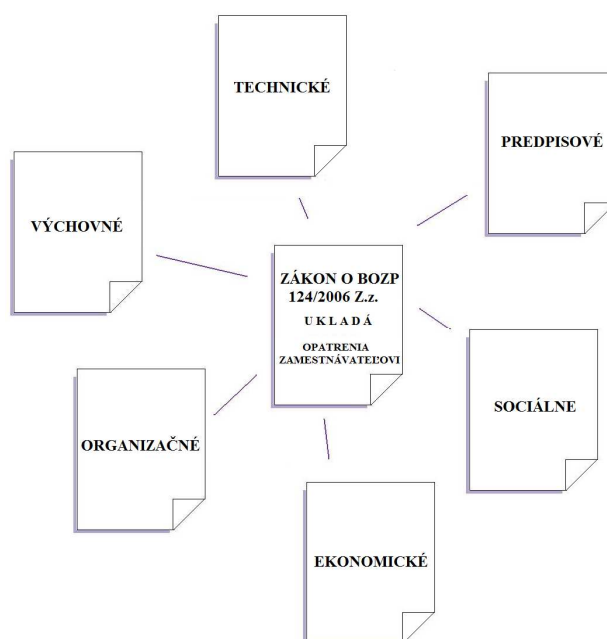 TECHNICKÉ
PREDPISOVÉ
VÝCHOVNÉ
ZÁKON O BOZP
124/2006 Z.z.
U K L A D Á
OPATRENIA
ZAMESTNÁVATEĽOVI
SOCIÁLNE
ORGANIZAČNÉ
EKONOMICKÉ